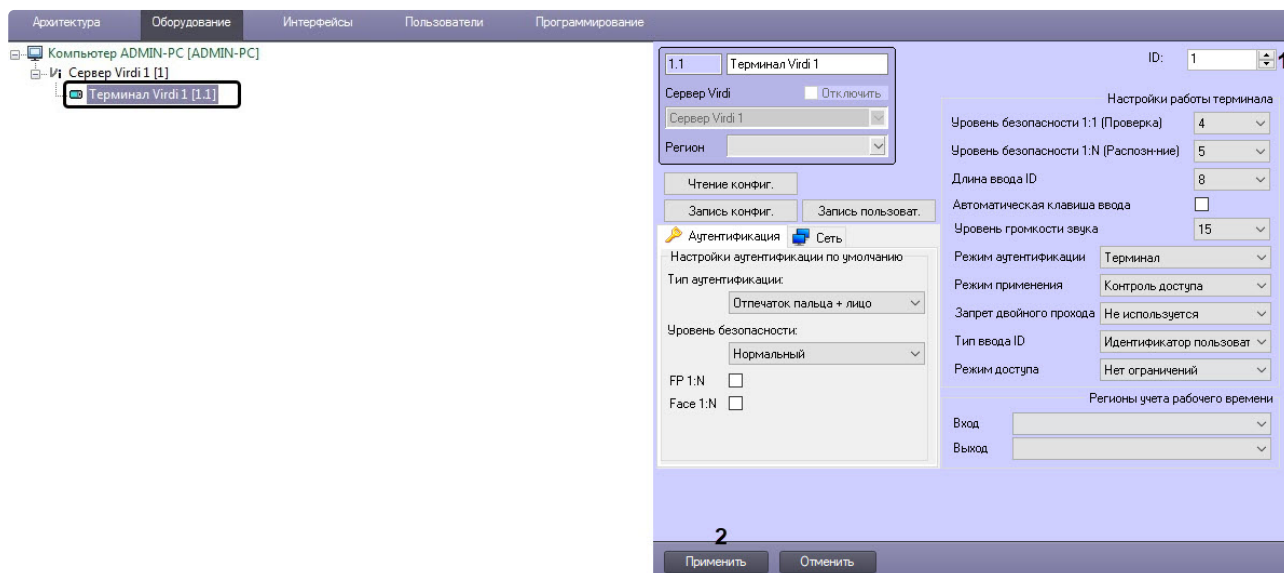 Архитектура Оборудование Интерфейсы Пользователи Программирование
Компьютер ADMIN-PC [ADMIN-PC]
Сервер Virdi 1 [1]
Терминал Virdi 1 [1.1]
1.1 Терминал Virdi 1
Сервер Virdi Отключить
Сервер Virdi 1
Регион
Чтение конфиг.
Запись конфиг. Запись пользоват.
Аутентификация Сеть
Настройки аутентификации по умолчанию
Тип аутентификации:
Отпечаток пальца + лицо
Уровень безопасности:
Нормальный
FP 1:N
Face 1:N
ID: 1 1
Настройки работы терминала
Уровень безопасности 1:1 (Проверка) 4
Уровень безопасности 1:N (Распозн-ние) 5
Длина ввода ID 8
Автоматическая клавиша ввода
Уровень громкости звука 15
Режим аутентификации Терминал
Режим применения Контроль доступа
Запрет двойного прохода Не используется
Тип ввода ID Идентификатор пользоват
Режим доступа Нет ограничений
Регионы учета рабочего времени
Вход
Выход
2
Применить Отменить